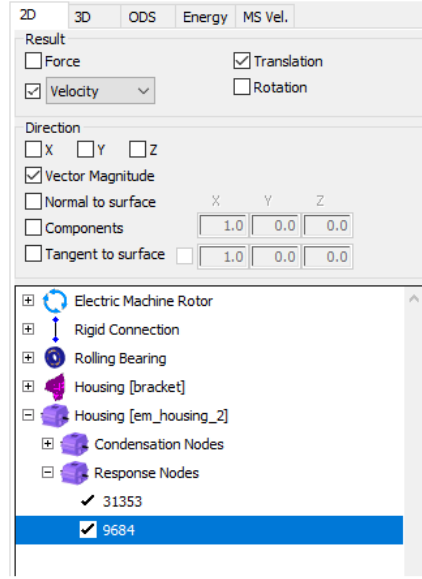 2D 3D ODS Energy MS Vel.
Result
Force Translation
Velocity Rotation
Direction
X Y Z
Vector Magnitude
Normal to surface X Y Z
Components 1.0 0.0 0.0
Tangent to surface 1.0 0.0 0.0
Electric Machine Rotor
Rigid Connection
Rolling Bearing
Housing [bracket]
Housing [em_housing_2]
Condensation Nodes
Response Nodes
31353
9684